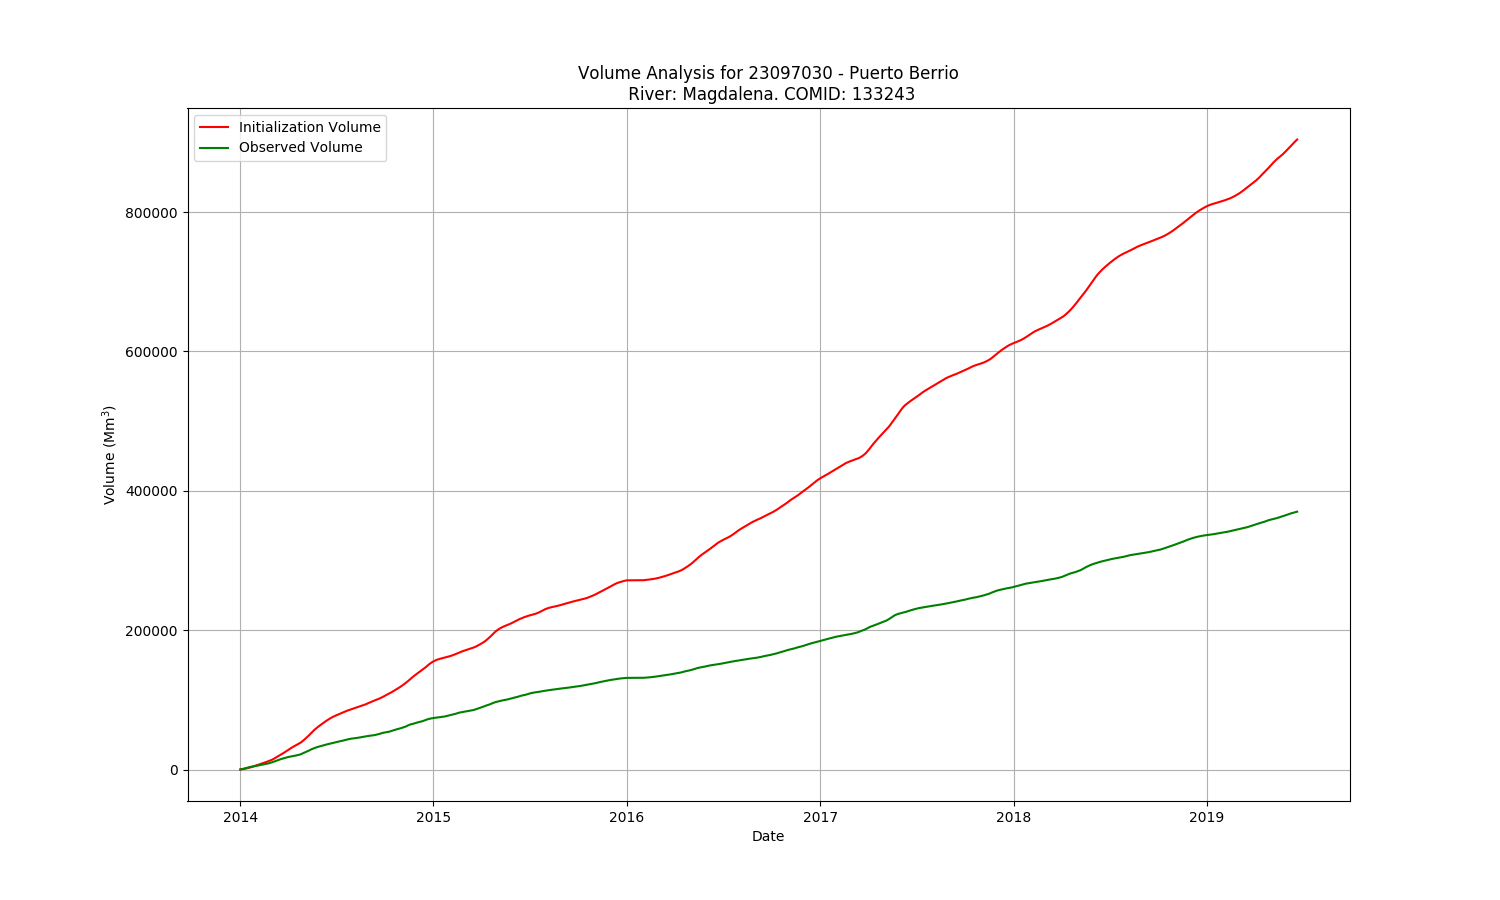 Volume Analysis for 23097030 - Puerto Berrio
River: Magdalena. COMID: 133243
Initialization Volume
Observed Volume
Volume (Mm³)
800000
600000
400000
200000
0
2014 2015 2016 2017 2018 2019
Date